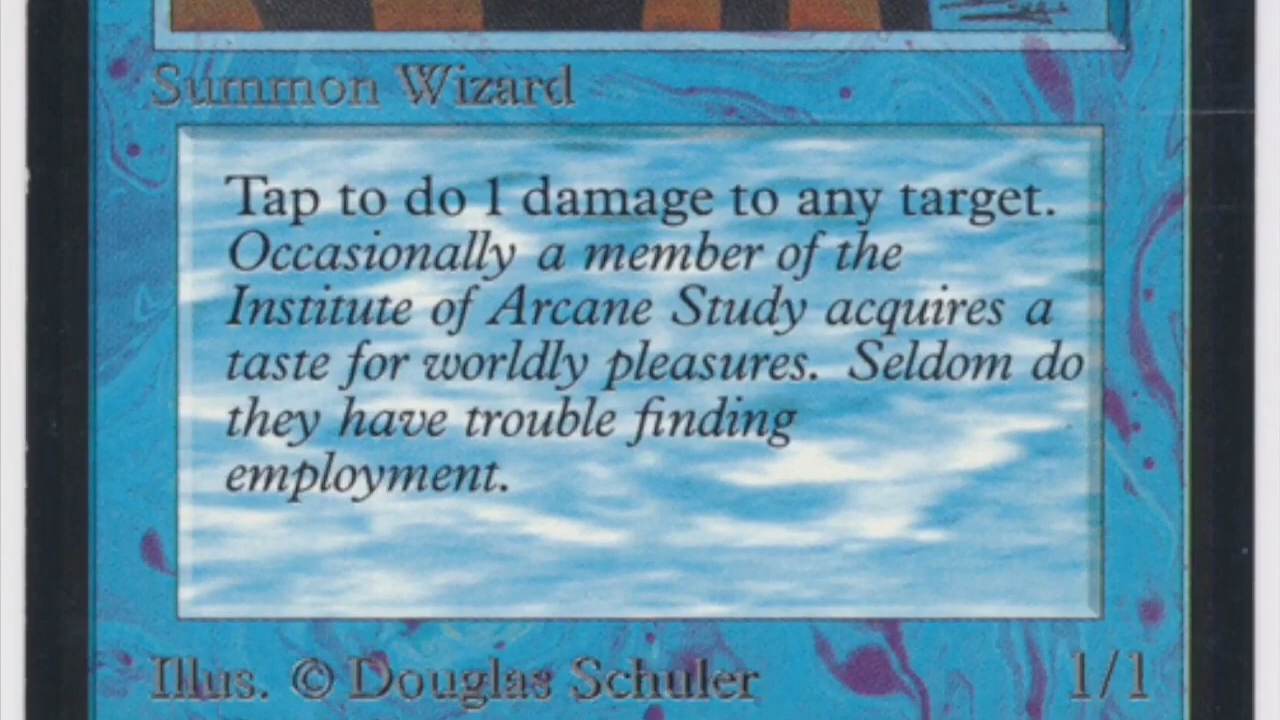 Summon Wizard
Tap to do 1 damage to any target.
Occasionally a member of the
Institute of Arcane Study acquires a
taste for worldly pleasures. Seldom do
they have trouble finding
employment.
Illus. © Douglas Schuler
1/1